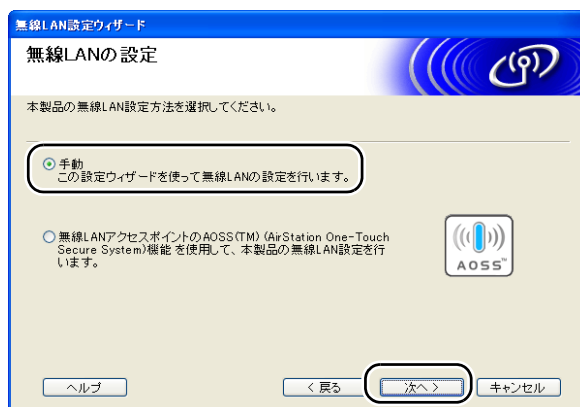 無線LAN設定ウィザード
無線LANの設定
本製品の無線LAN設定方法を選択してください。
手動
この設定ウィザードを使って無線LANの設定を行います。
無線LANアクセスポイントのAOSS(TM) (AirStation One-Touch
Secure System)機能 を使用して、本製品の無線LAN設定を行
います。
AOSS™
ヘルプ
< 戻る
次へ >
キャンセル